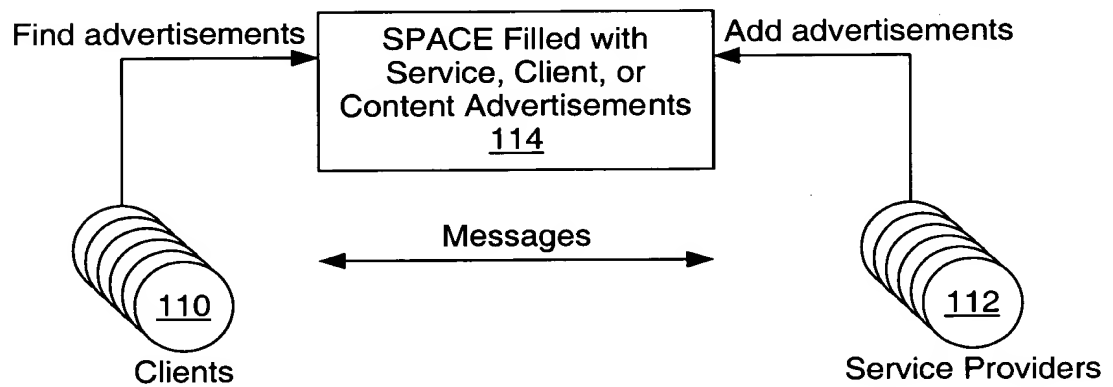 Find advertisements
SPACE Filled with
Service, Client, or
Content Advertisements
114
Add advertisements
Messages
110
Clients
112
Service Providers